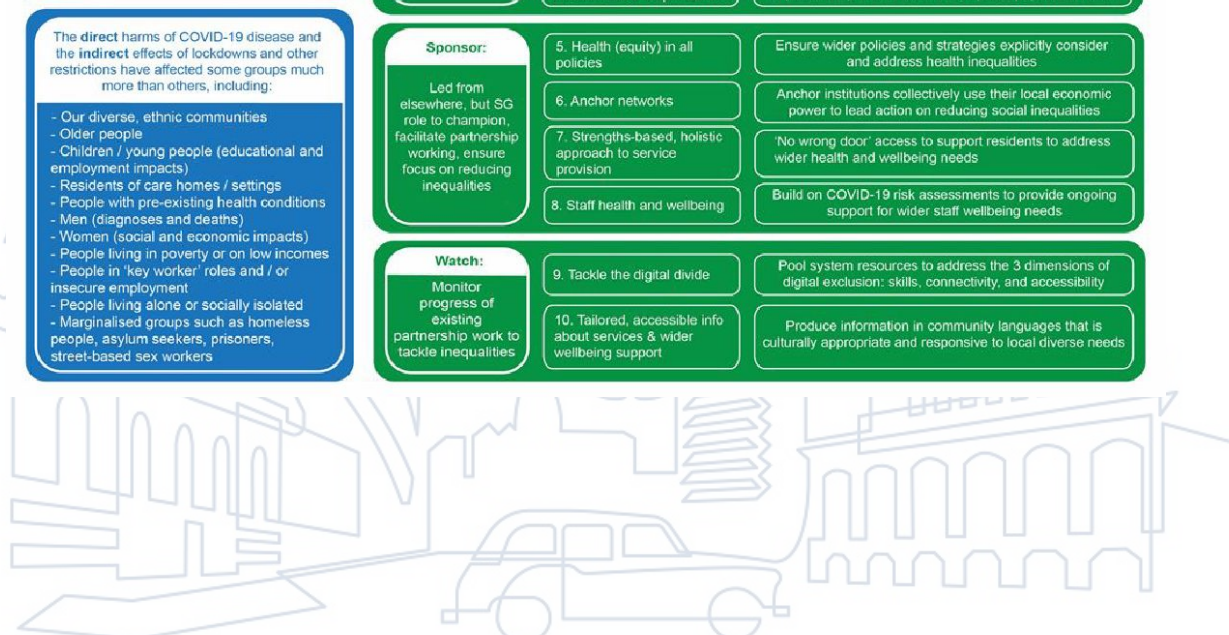 The direct harms of COVID-19 disease and
the indirect effects of lockdowns and other
restrictions have affected some groups much
more than others, including:
- Our diverse, ethnic communities
- Older people
- Children / young people (educational and
employment impacts)
- Residents of care homes / settings
- People with pre-existing health conditions
- Men (diagnoses and deaths)
- Women (social and economic impacts)
- People living in poverty or on low incomes
- People in ‘key worker’ roles and / or
insecure employment
- People living alone or socially isolated
- Marginalised groups such as homeless
people, asylum seekers, prisoners,
street-based sex workers
Sponsor:
Led from
elsewhere, but SG
role to champion,
facilitate partnership
working, ensure
focus on reducing
inequalities
5. Health (equity) in all
policies
Ensure wider policies and strategies explicitly consider
and address health inequalities
6. Anchor networks
Anchor institutions collectively use their local economic
power to lead action on reducing social inequalities
7. Strengths-based, holistic
approach to service
provision
‘No wrong door’ access to support residents to address
wider health and wellbeing needs
8. Staff health and wellbeing
Build on COVID-19 risk assessments to provide ongoing
support for wider staff wellbeing needs
Watch:
Monitor
progress of
existing
partnership work to
tackle inequalities
9. Tackle the digital divide
Pool system resources to address the 3 dimensions of
digital exclusion: skills, connectivity, and accessibility
10. Tailored, accessible info
about services & wider
wellbeing support
Produce information in community languages that is
culturally appropriate and responsive to local diverse needs